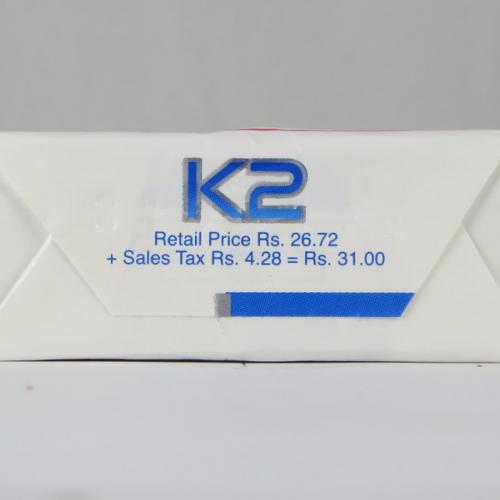 K2
Retail Price Rs. 26.72
+ Sales Tax Rs. 4.28 = Rs. 31.00